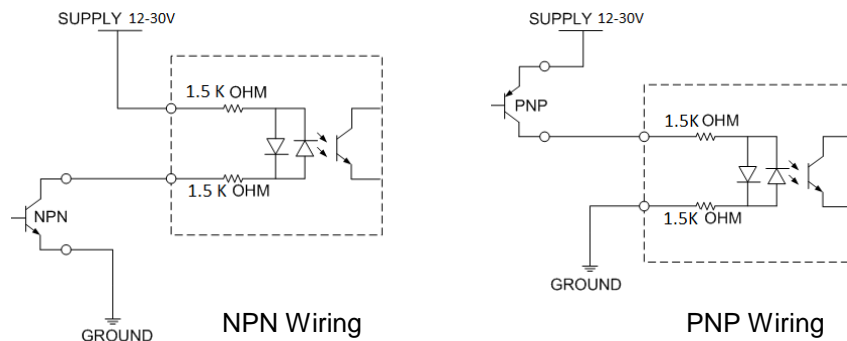 SUPPLY 12-30V
1.5 K OHM
1.5 K OHM
NPN
GROUND
NPN Wiring
SUPPLY 12-30V
PNP
1.5K OHM
1.5K OHM
GROUND
PNP Wiring